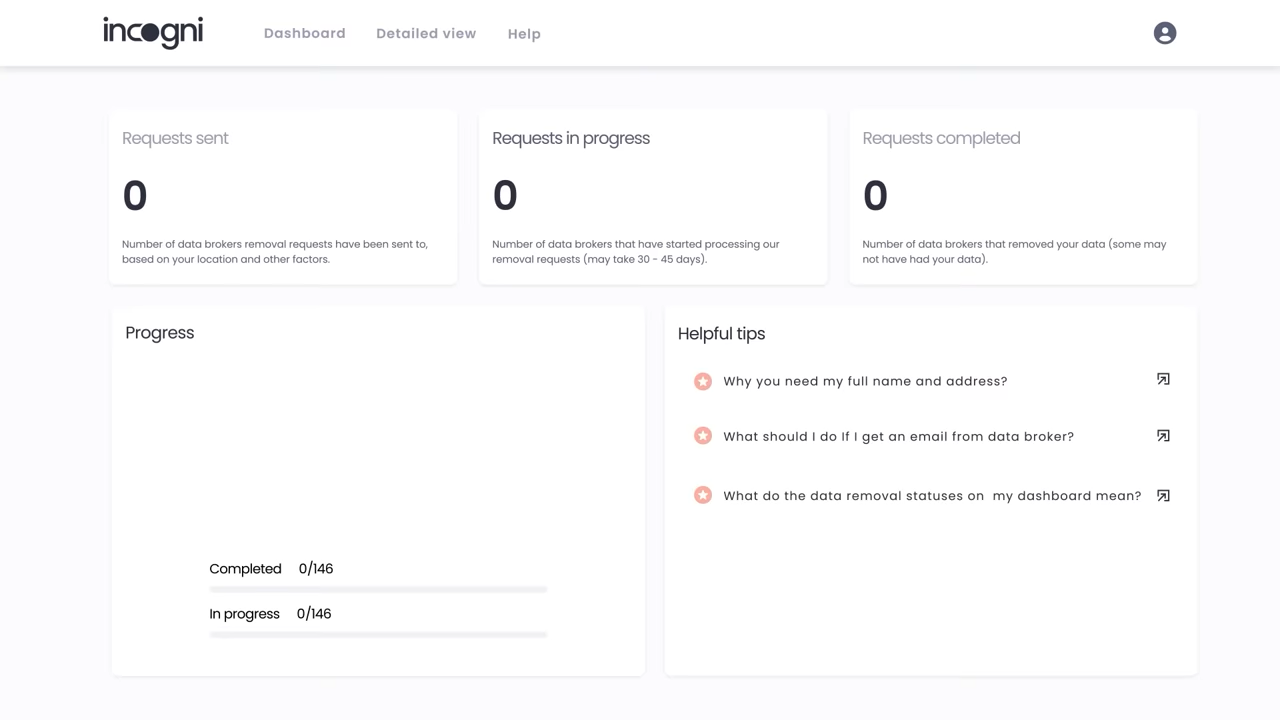 incogni
Dashboard
Detailed view
Help
Requests sent
0
Number of data brokers removal requests have been sent to,
based on your location and other factors.
Requests in progress
0
Number of data brokers that have started processing our
removal requests (may take 30 - 45 days).
Requests completed
0
Number of data brokers that removed your data (some may
not have had your data).
Progress
Completed 0/146
In progress 0/146
Helpful tips
Why you need my full name and address?
What should I do If I get an email from data broker?
What do the data removal statuses on my dashboard mean?